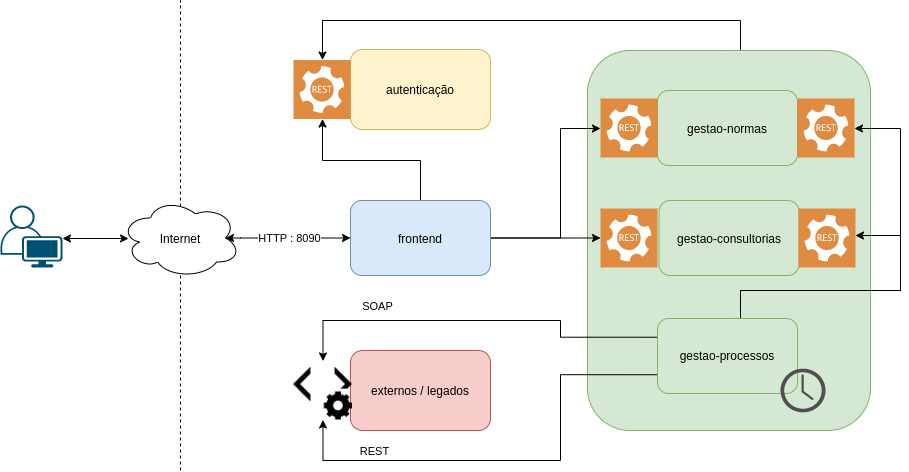 REST
autenticação
REST
gestao-normas
REST
Internet
HTTP : 8090
frontend
REST
gestao-consultorias
REST
SOAP
gestao-processos
externos / legados
REST